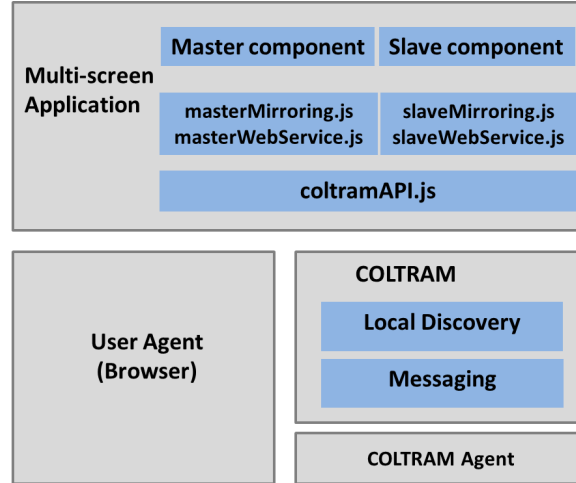 Master component
Slave component
Multi-screen
Application
masterMirroring.js
masterWebService.js
slaveMirroring.js
slaveWebService.js
coltramAPI.js
User Agent
(Browser)
COLTRAM
Local Discovery
Messaging
COLTRAM Agent